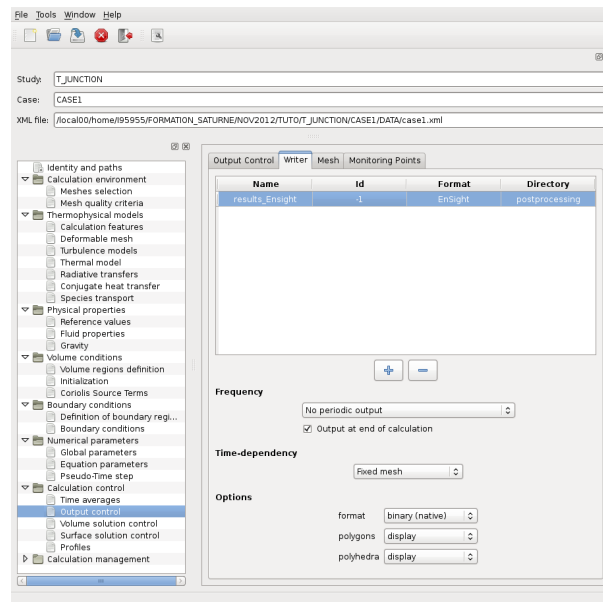 File Tools Window Help
Study: T_JUNCTION
Case: CASE1
XML file: /local00/home/I95955/FORMATION_SATURNE/NOV2012/TUTO/T_JUNCTION/CASE1/DATA/case1.xml
Identity and paths
Calculation environment
Meshes selection
Mesh quality criteria
Thermophysical models
Calculation features
Deformable mesh
Turbulence models
Thermal model
Radiative transfers
Conjugate heat transfer
Species transport
Physical properties
Reference values
Fluid properties
Gravity
Volume conditions
Volume regions definition
Initialization
Coriolis Source Terms
Boundary conditions
Definition of boundary regi...
Boundary conditions
Numerical parameters
Global parameters
Equation parameters
Pseudo-Time step
Calculation control
Time averages
Output control
Volume solution control
Surface solution control
Profiles
Calculation management
Output Control Writer Mesh Monitoring Points
Name Id Format Directory
results_Ensight -1 EnSight postprocessing
Frequency
No periodic output
Output at end of calculation
Time-dependency
Fixed mesh
Options
format binary (native)
polygons display
polyhedra display